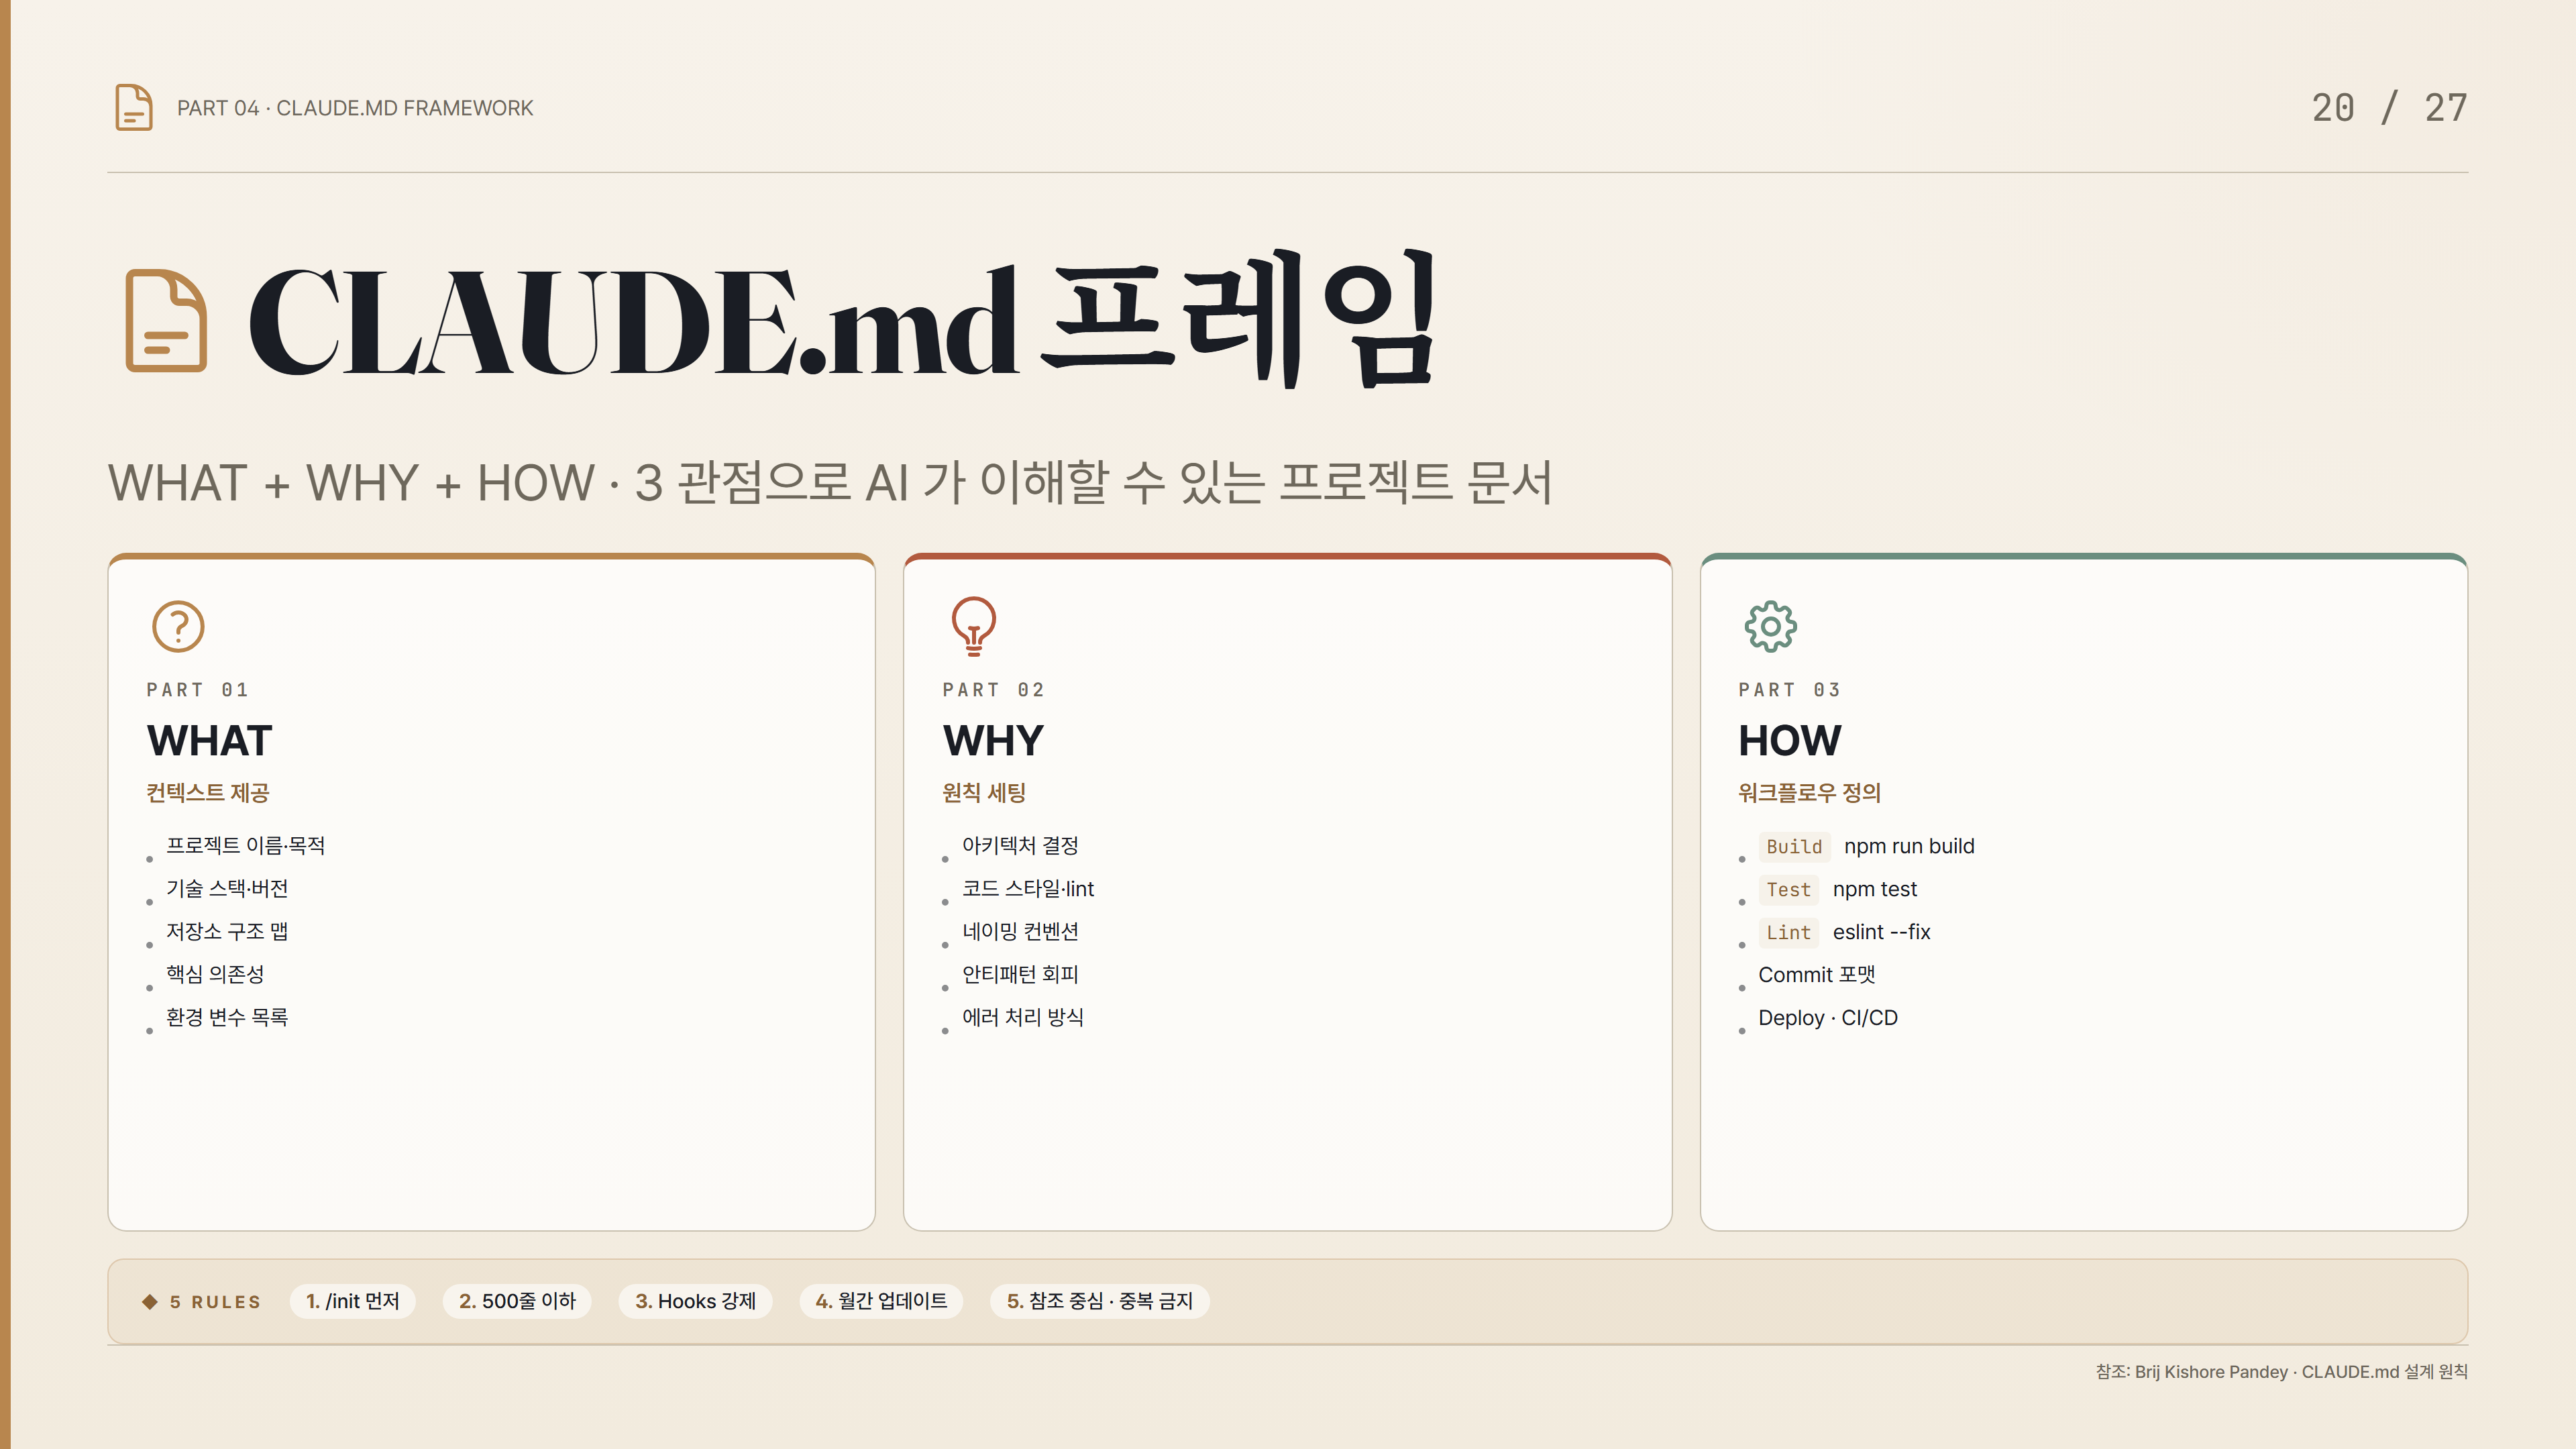 PART 04 · CLAUDE.MD FRAMEWORK
20 / 27
CLAUDE.md 프레임
WHAT + WHY + HOW · 3 관점으로 AI 가 이해할 수 있는 프로젝트 문서
PART 01
WHAT
컨텍스트 제공
프로젝트 이름·목적
기술 스택·버전
저장소 구조 맵
핵심 의존성
환경 변수 목록
PART 02
WHY
원칙 세팅
아키텍처 결정
코드 스타일·lint
네이밍 컨벤션
안티패턴 회피
에러 처리 방식
PART 03
HOW
워크플로우 정의
Build npm run build
Test npm test
Lint eslint --fix
Commit 포맷
Deploy · CI/CD
◆ 5 RULES 1. /init 먼저 2. 500줄 이하 3. Hooks 강제 4. 월간 업데이트 5. 참조 중심 · 중복 금지
참조: Brij Kishore Pandey · CLAUDE.md 설계 원칙